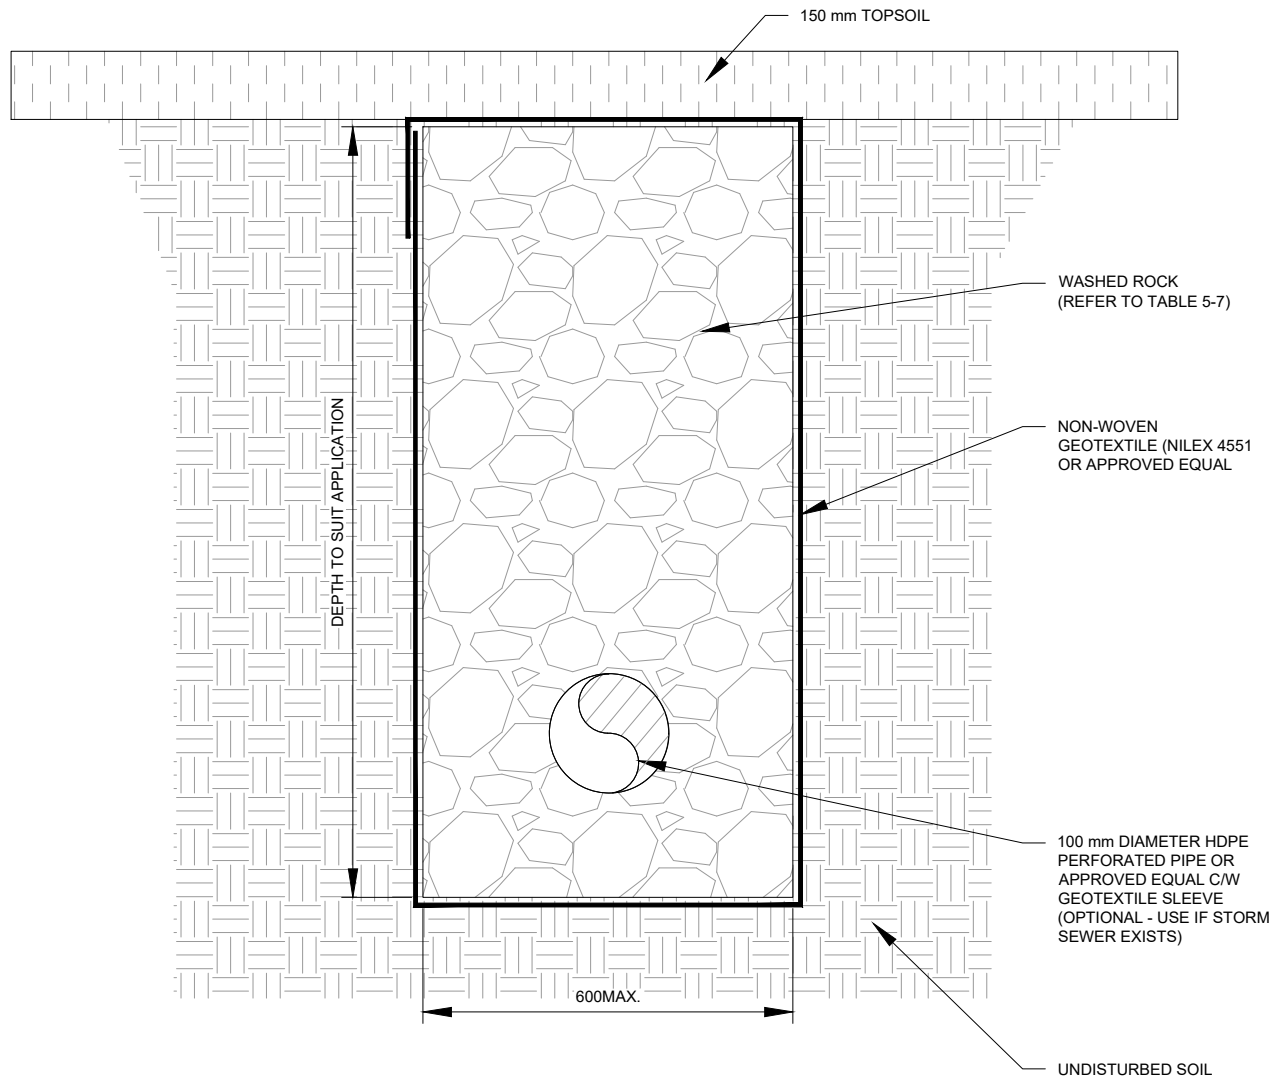 150 mm TOPSOIL
WASHED ROCK
(REFER TO TABLE 5-7)
DEPTH TO SUIT APPLICATION
NON-WOVEN
GEOTEXTILE (NILEX 4551
OR APPROVED EQUAL
100 mm DIAMETER HDPE
PERFORATED PIPE OR
APPROVED EQUAL C/W
GEOTEXTILE SLEEVE
(OPTIONAL - USE IF STORM
SEWER EXISTS)
600MAX.
UNDISTURBED SOIL